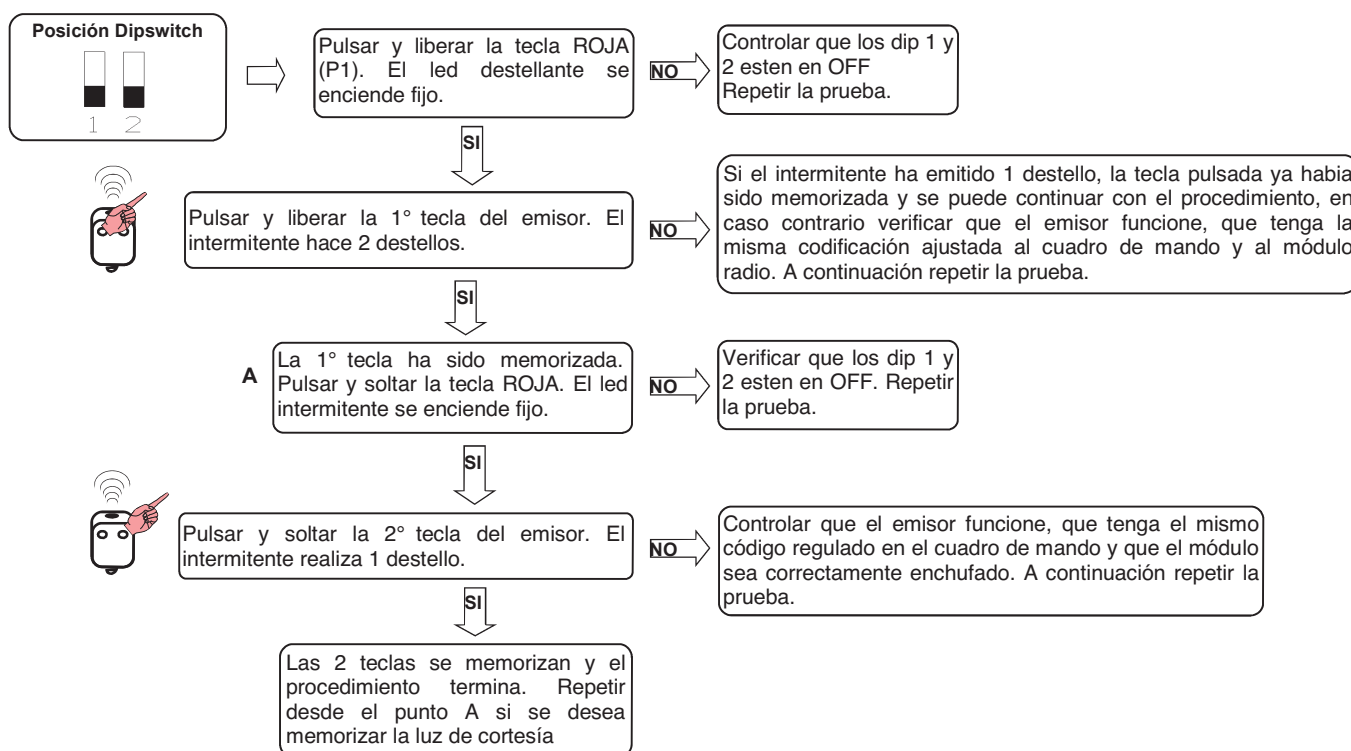 Posición Dipswitch
1 2
Pulsar y liberar la tecla ROJA
(P1). El led destellante se
enciende fijo.
NO
Controlar que los dip 1 y
2 esten en OFF
Repetir la prueba.
SI
Pulsar y liberar la 1° tecla del emisor. El
intermitente hace 2 destellos.
NO
Si el intermitente ha emitido 1 destello, la tecla pulsada ya habia
sido memorizada y se puede continuar con el procedimiento, en
caso contrario verificar que el emisor funcione, que tenga la
misma codificación ajustada al cuadro de mando y al módulo
radio. A continuación repetir la prueba.
SI
A
La 1° tecla ha sido memorizada.
Pulsar y soltar la tecla ROJA. El led
intermitente se enciende fijo.
NO
Verificar que los dip 1 y
2 esten en OFF. Repetir
la prueba.
SI
Pulsar y soltar la 2° tecla del emisor. El
intermitente realiza 1 destello.
NO
Controlar que el emisor funcione, que tenga el mismo
código regulado en el cuadro de mando y que el módulo
sea correctamente enchufado. A continuación repetir la
prueba.
SI
Las 2 teclas se memorizan y el
procedimiento termina. Repetir
desde el punto A si se desea
memorizar la luz de cortesía